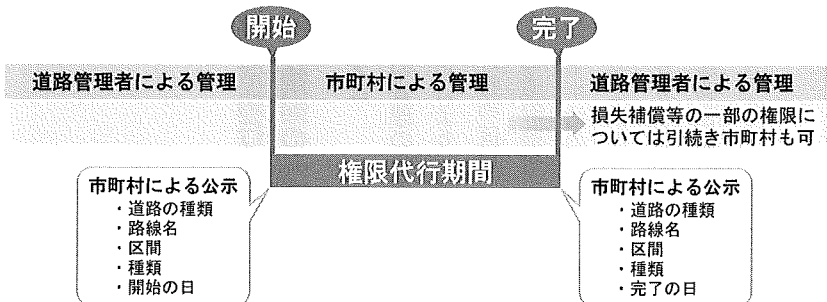 開始
完了
道路管理者による管理
市町村による管理
道路管理者による管理
損失補償等の一部の権限に
ついては引続き市町村も可
権限代行期間
市町村による公示
・道路の種類
・路線名
・区間
・種類
・開始の日
市町村による公示
・道路の種類
・路線名
・区間
・種類
・完了の日